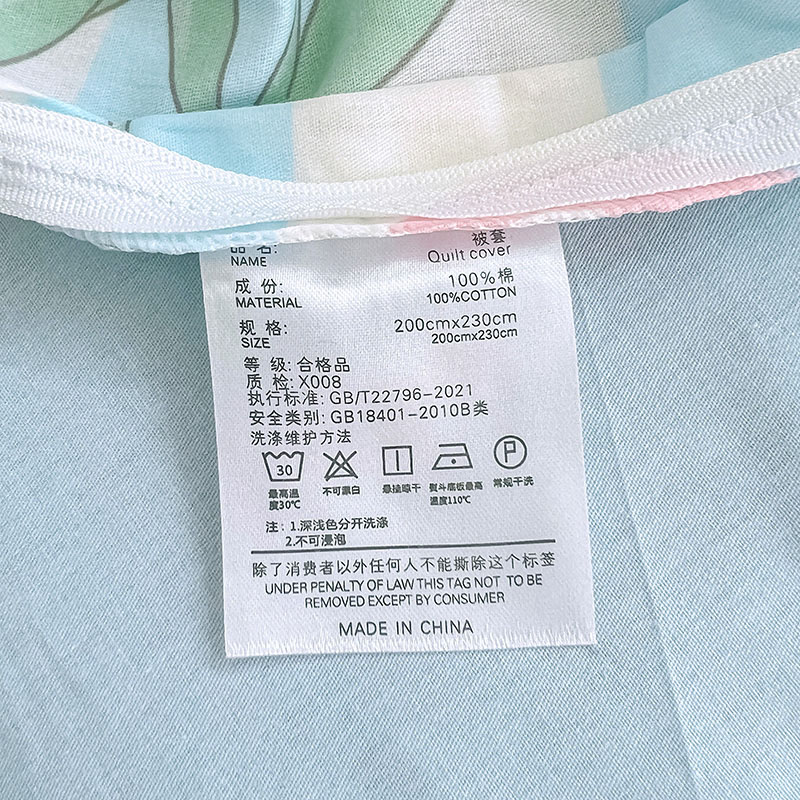 品 名: 被套
NAME Quilt cover
成 份: 100%棉
MATERIAL 100%COTTON
规 格: 200cmx230cm
SIZE 200cmx230cm
等 级: 合格品
质 检: X008
执行标准: GB/T22796-2021
安全类别: GB18401-2010B类
洗涤维护方法
30 P
最高温度30℃ 不可漂白 悬挂晾干 熨斗底板最高温度110℃ 常规干洗
注: 1.深浅色分开洗涤
2.不可浸泡
除了消费者以外任何人不能撕除这个标签
UNDER PENALTY OF LAW THIS TAG NOT TO BE
REMOVED EXCEPT BY CONSUMER
MADE IN CHINA